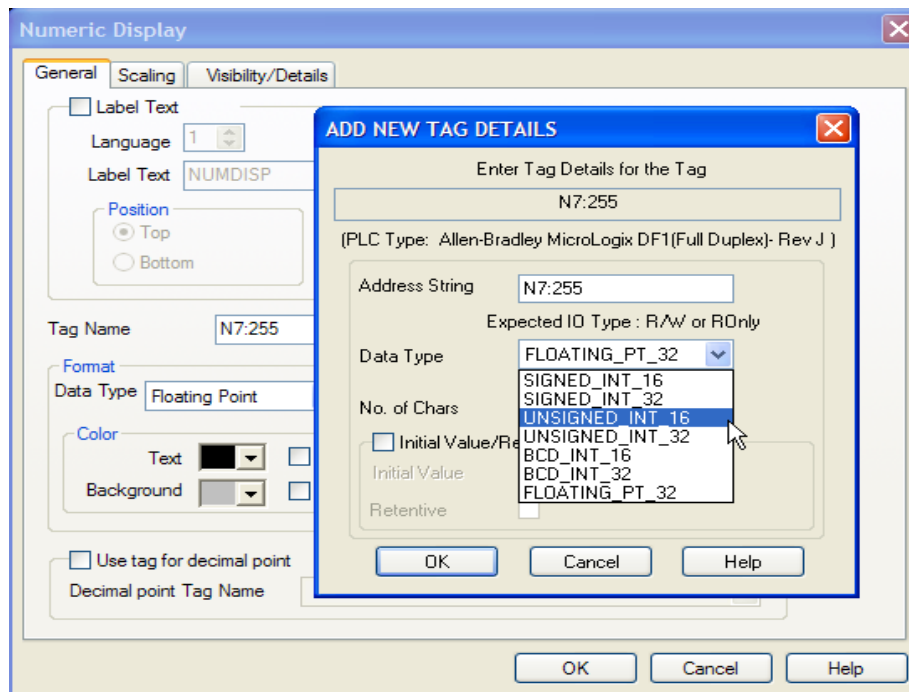 Numeric Display
General Scaling Visibility/Details
Label Text
Language 1
Label Text NUMDISP
Position
Top
Bottom
Tag Name N7:255
Format
Data Type Floating Point
Color
Text
Background
Use tag for decimal point
Decimal point Tag Name
OK Cancel Help
ADD NEW TAG DETAILS
Enter Tag Details for the Tag
N7:255
(PLC Type: Allen-Bradley MicroLogix DF1(Full Duplex)- Rev J )
Address String N7:255
Expected IO Type : R/W or ROnly
Data Type FLOATING_PT_32
SIGNED_INT_16
SIGNED_INT_32
UNSIGNED_INT_16
UNSIGNED_INT_32
BCD_INT_16
BCD_INT_32
FLOATING_PT_32
No. of Chars
Initial Value/Re
Initial Value
Retentive
OK Cancel Help